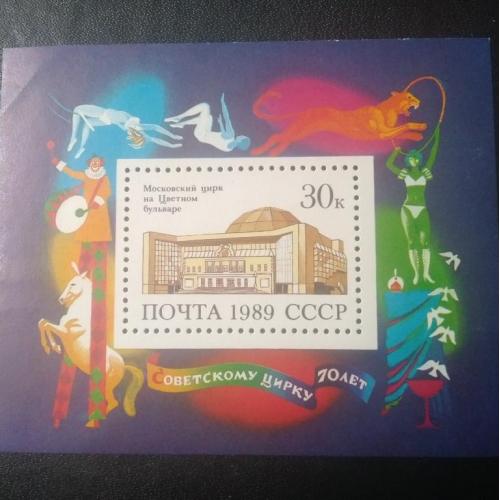 Московский цирк
на Цветном
бульваре
30к
ПОЧТА 1989 СССР
СОВЕТСКОМУ ЦИРКУ 70 ЛЕТ